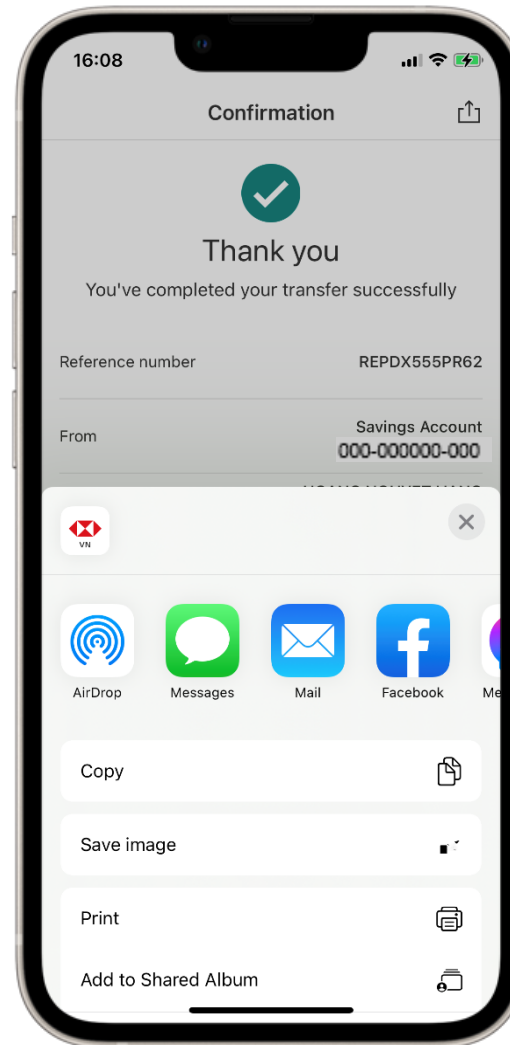 16:08
Confirmation
Thank you
You've completed your transfer successfully
Reference number REPDX555PR62
From Savings Account
000-000000-000
VN
AirDrop Messages Mail Facebook Me
Copy
Save image
Print
Add to Shared Album